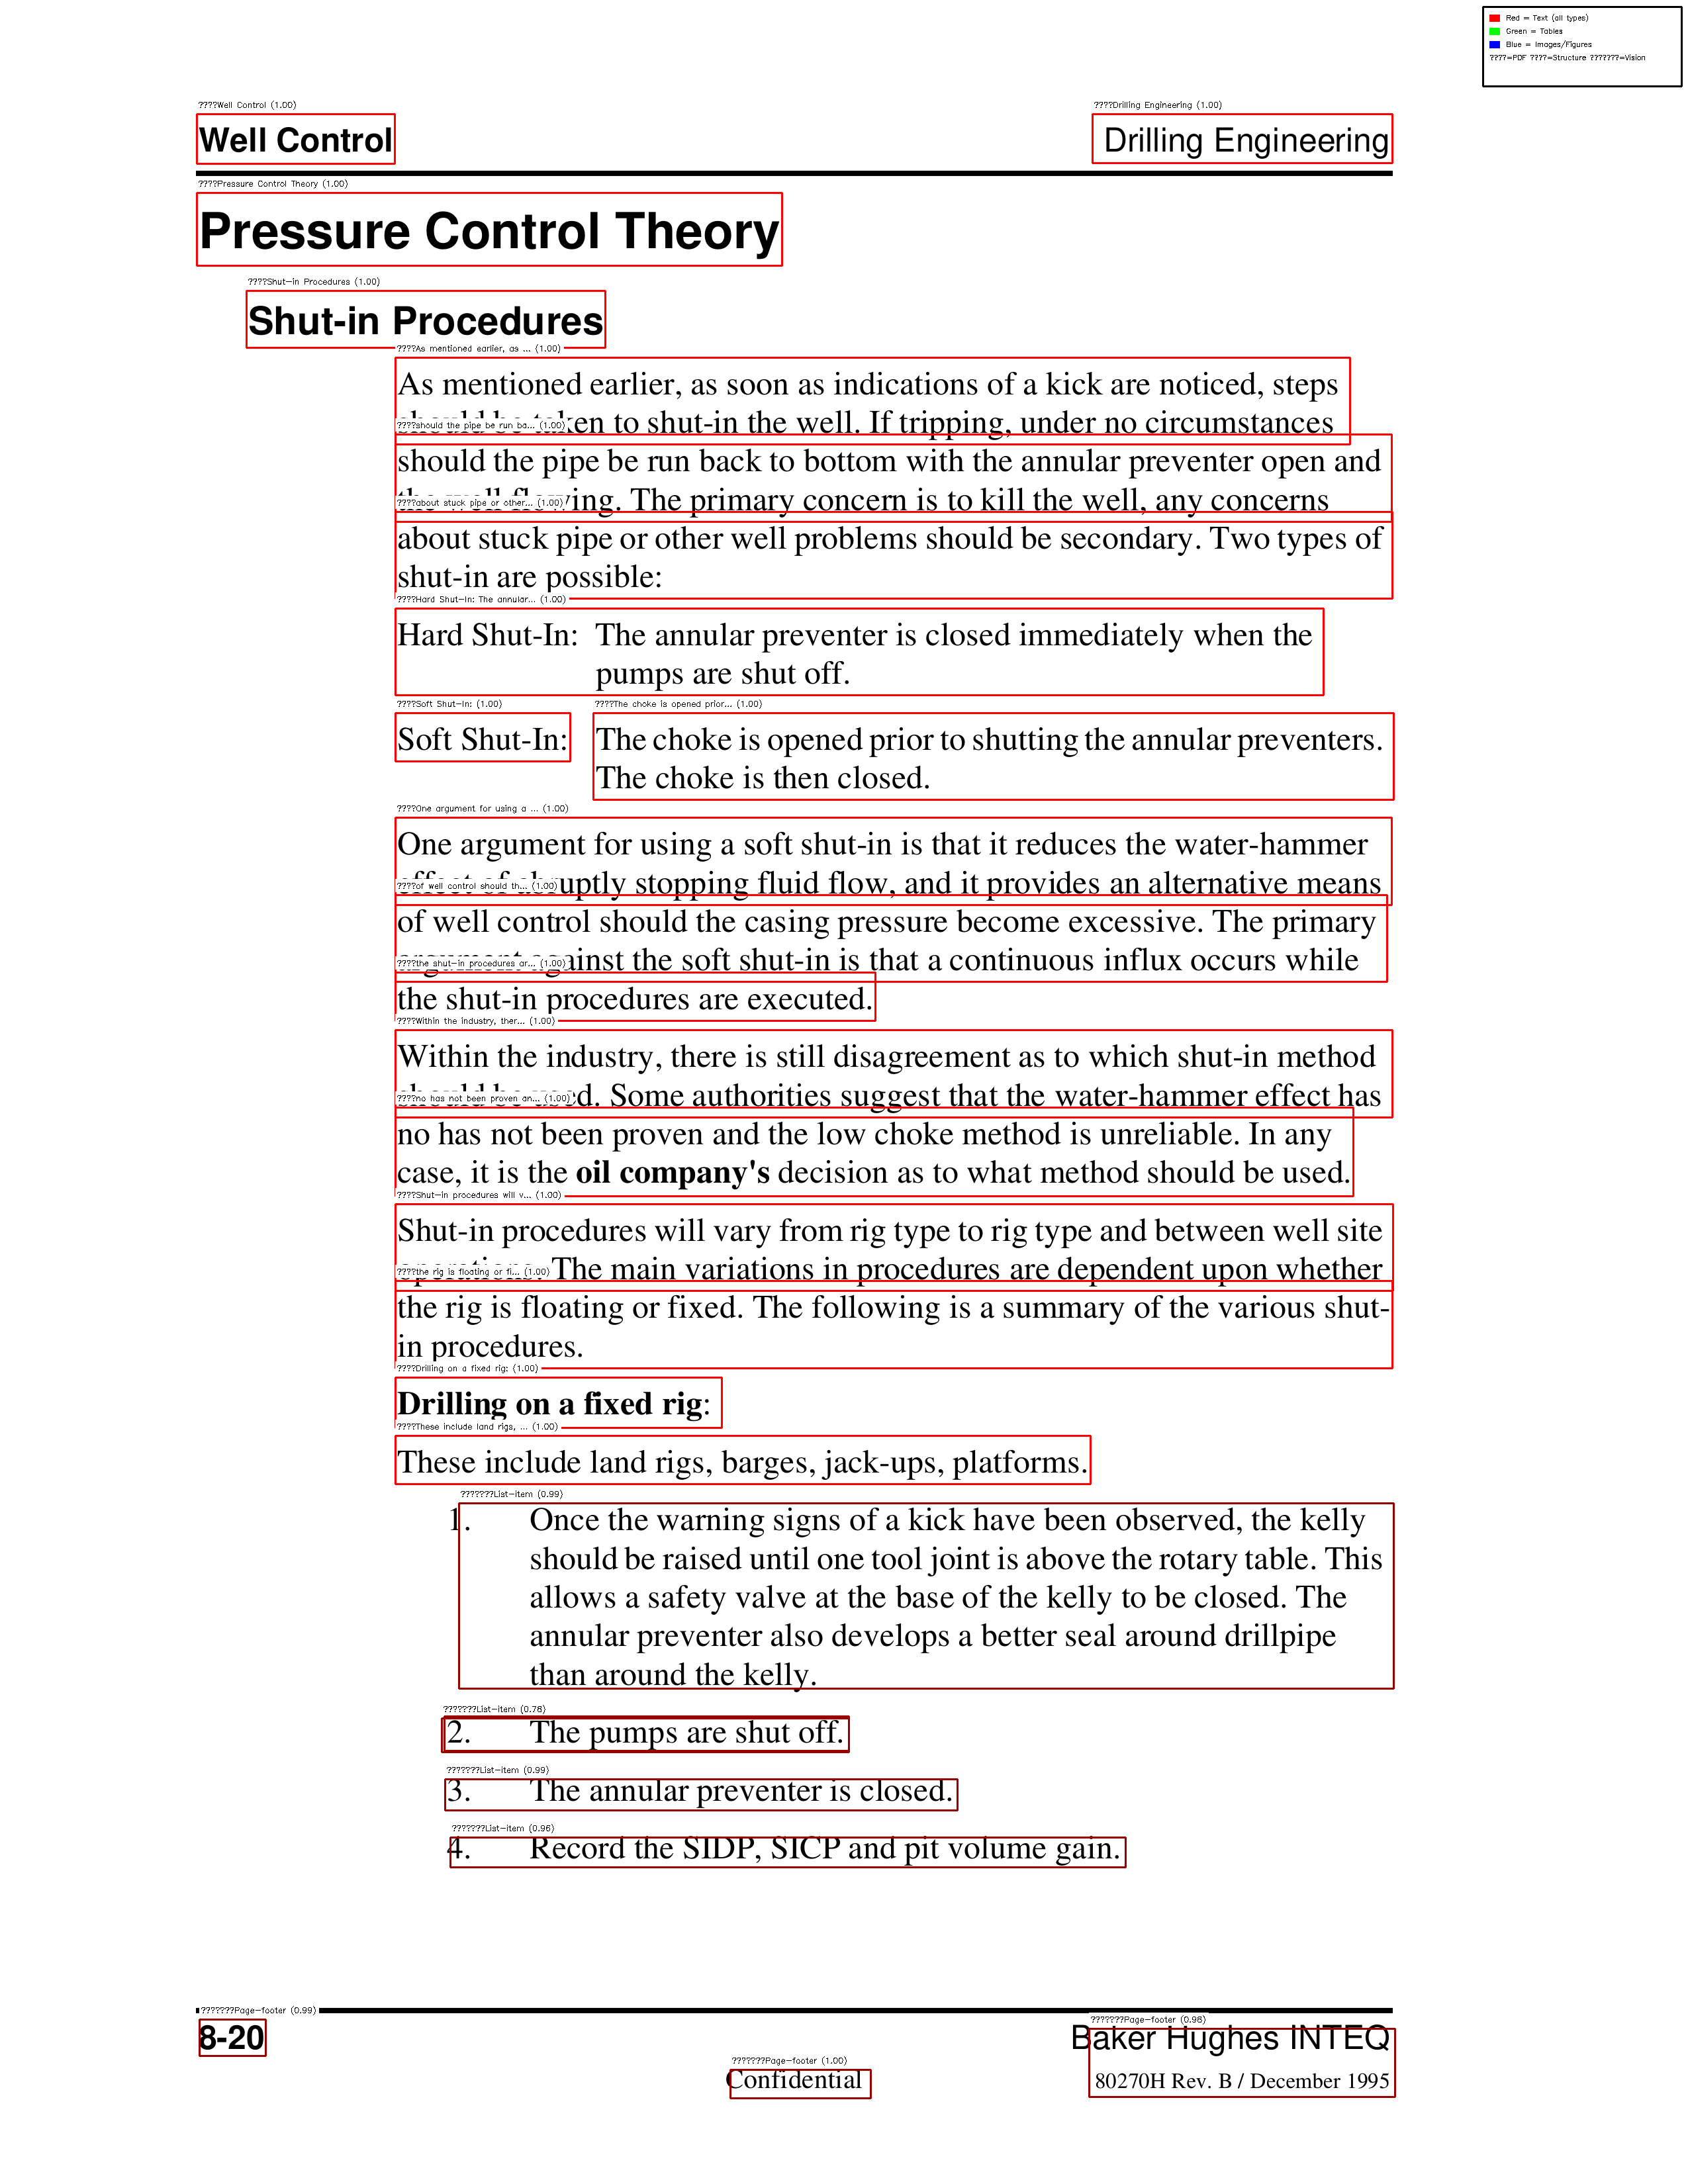 Red = Text (all types)
Green = Tables
Blue = Images/Figures
????=PDF ????=Structure ???????=Vision
????Well Control (1.00)
????Drilling Engineering (1.00)
Well Control
Drilling Engineering
????Pressure Control Theory (1.00)
Pressure Control Theory
????Shut-in Procedures (1.00)
Shut-in Procedures
????As mentioned earlier, as ... (1.00)
As mentioned earlier, as soon as indications of a kick are noticed, steps
should be taken to shut-in the well. If tripping, under no circumstances
????should the pipe be run ba... (1.00)
should the pipe be run back to bottom with the annular preventer open and
the well flowing. The primary concern is to kill the well, any concerns
????about stuck pipe or other... (1.00)
about stuck pipe or other well problems should be secondary. Two types of
shut-in are possible:
????Hard Shut-In: The annular... (1.00)
Hard Shut-In: The annular preventer is closed immediately when the
pumps are shut off.
????Soft Shut-In: (1.00)
????The choke is opened prior... (1.00)
Soft Shut-In: The choke is opened prior to shutting the annular preventers.
The choke is then closed.
????One argument for using a ... (1.00)
One argument for using a soft shut-in is that it reduces the water-hammer
effect of abruptly stopping fluid flow, and it provides an alternative means
????of well control should th... (1.00)
of well control should the casing pressure become excessive. The primary
argument against the soft shut-in is that a continuous influx occurs while
????the shut-in procedures ar... (1.00)
the shut-in procedures are executed.
????Within the industry, ther... (1.00)
Within the industry, there is still disagreement as to which shut-in method
should be used. Some authorities suggest that the water-hammer effect has
????no has not been proven an... (1.00)
no has not been proven and the low choke method is unreliable. In any
case, it is the oil company's decision as to what method should be used.
????Shut-in procedures will v... (1.00)
Shut-in procedures will vary from rig type to rig type and between well site
operations. The main variations in procedures are dependent upon whether
????the rig is floating or fi... (1.00)
the rig is floating or fixed. The following is a summary of the various shut-
in procedures.
????Drilling on a fixed rig: (1.00)
Drilling on a fixed rig:
????These include land rigs, ... (1.00)
These include land rigs, barges, jack-ups, platforms.
???????List-item (0.99)
1. Once the warning signs of a kick have been observed, the kelly
should be raised until one tool joint is above the rotary table. This
allows a safety valve at the base of the kelly to be closed. The
annular preventer also develops a better seal around drillpipe
than around the kelly.
???????List-item (0.78)
2. The pumps are shut off.
???????List-item (0.99)
3. The annular preventer is closed.
???????List-item (0.96)
4. Record the SIDP, SICP and pit volume gain.
???????Page-footer (0.99)
???????Page-footer (0.98)
8-20
Baker Hughes INTEQ
???????Page-footer (1.00)
Confidential
80270H Rev. B / December 1995